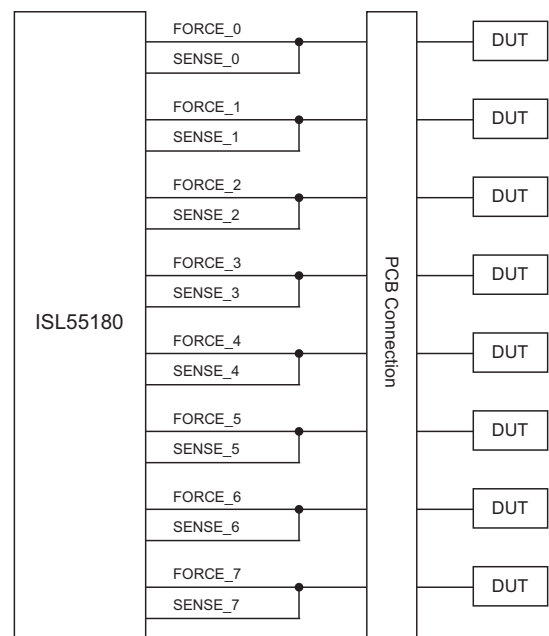 FORCE_0
DUT
SENSE_0
FORCE_1
DUT
SENSE_1
FORCE_2
DUT
SENSE_2
FORCE_3
DUT
SENSE_3
ISL55180
PCB Connection
FORCE_4
DUT
SENSE_4
FORCE_5
DUT
SENSE_5
FORCE_6
DUT
SENSE_6
FORCE_7
DUT
SENSE_7